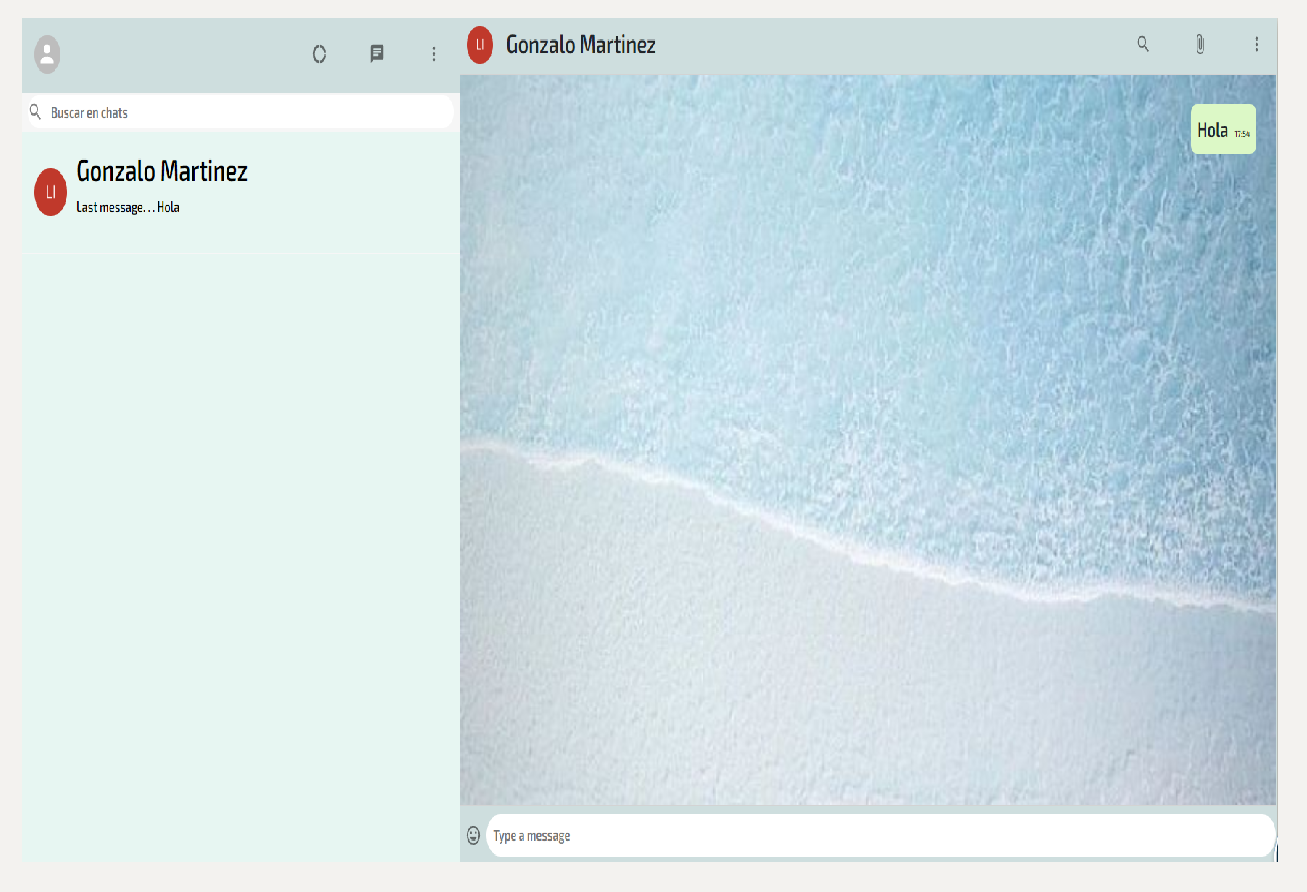 Buscar en chats
LI
Gonzalo Martinez
Last message... Hola
LI
Gonzalo Martinez
Hola 17:54
Type a message